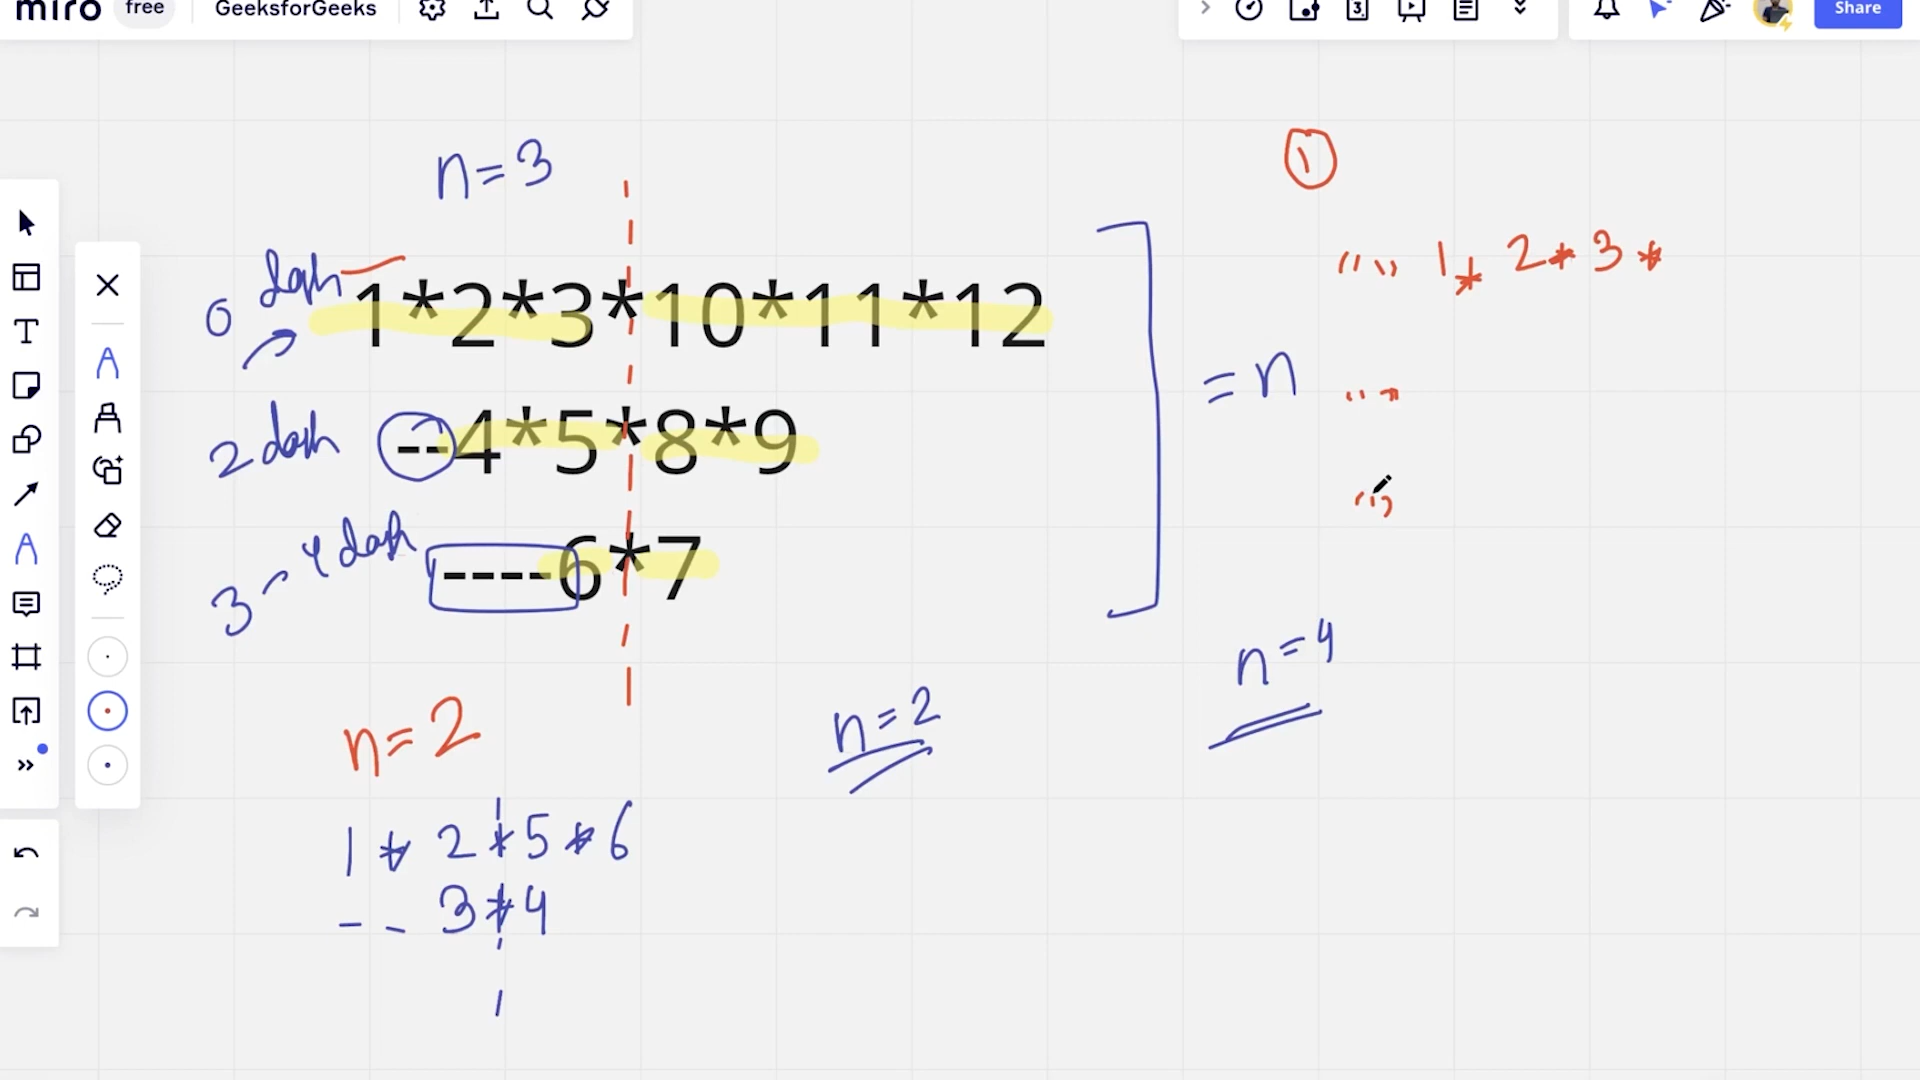 miro free GeeksforGeeks
Share
n=3
0 dash
1*2*3*10*11*12
2 dash
--4*5*8*9
3 - 4 dash
----6*7
= n
1
"" 1*2*3*
""
""
n=4
n=2
n=2
1*2*5*6
--3*4